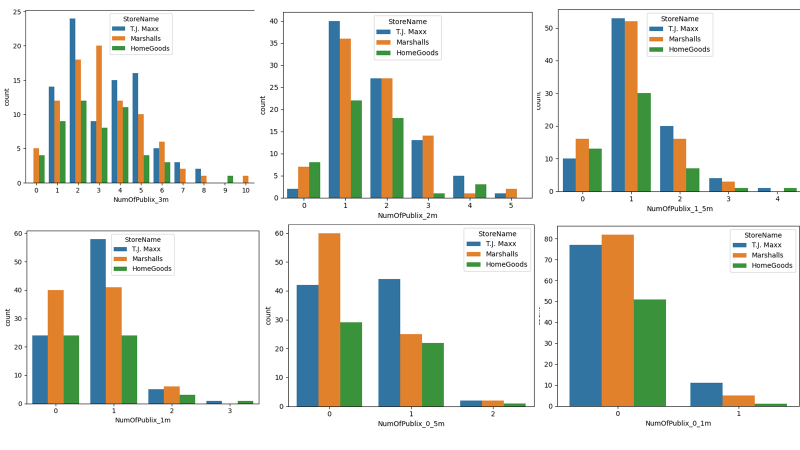 StoreName
T.J. Maxx
Marshalls
HomeGoods
count
25
20
15
10
5
0
0 1 2 3 4 5 6 7 8 9 10
NumOfPublix_3m
StoreName
T.J. Maxx
Marshalls
HomeGoods
count
40
35
30
25
20
15
10
5
0
0 1 2 3 4 5
NumOfPublix_2m
StoreName
T.J. Maxx
Marshalls
HomeGoods
50
40
30
20
10
0
0 1 2 3 4
NumOfPublix_1_5m
StoreName
T.J. Maxx
Marshalls
HomeGoods
count
60
50
40
30
20
10
0
0 1 2 3
NumOfPublix_1m
StoreName
T.J. Maxx
Marshalls
HomeGoods
count
60
50
40
30
20
10
0
0 1 2
NumOfPublix_0_5m
StoreName
T.J. Maxx
Marshalls
HomeGoods
80
70
60
50
40
30
20
10
0
0 1
NumOfPublix_0_1m